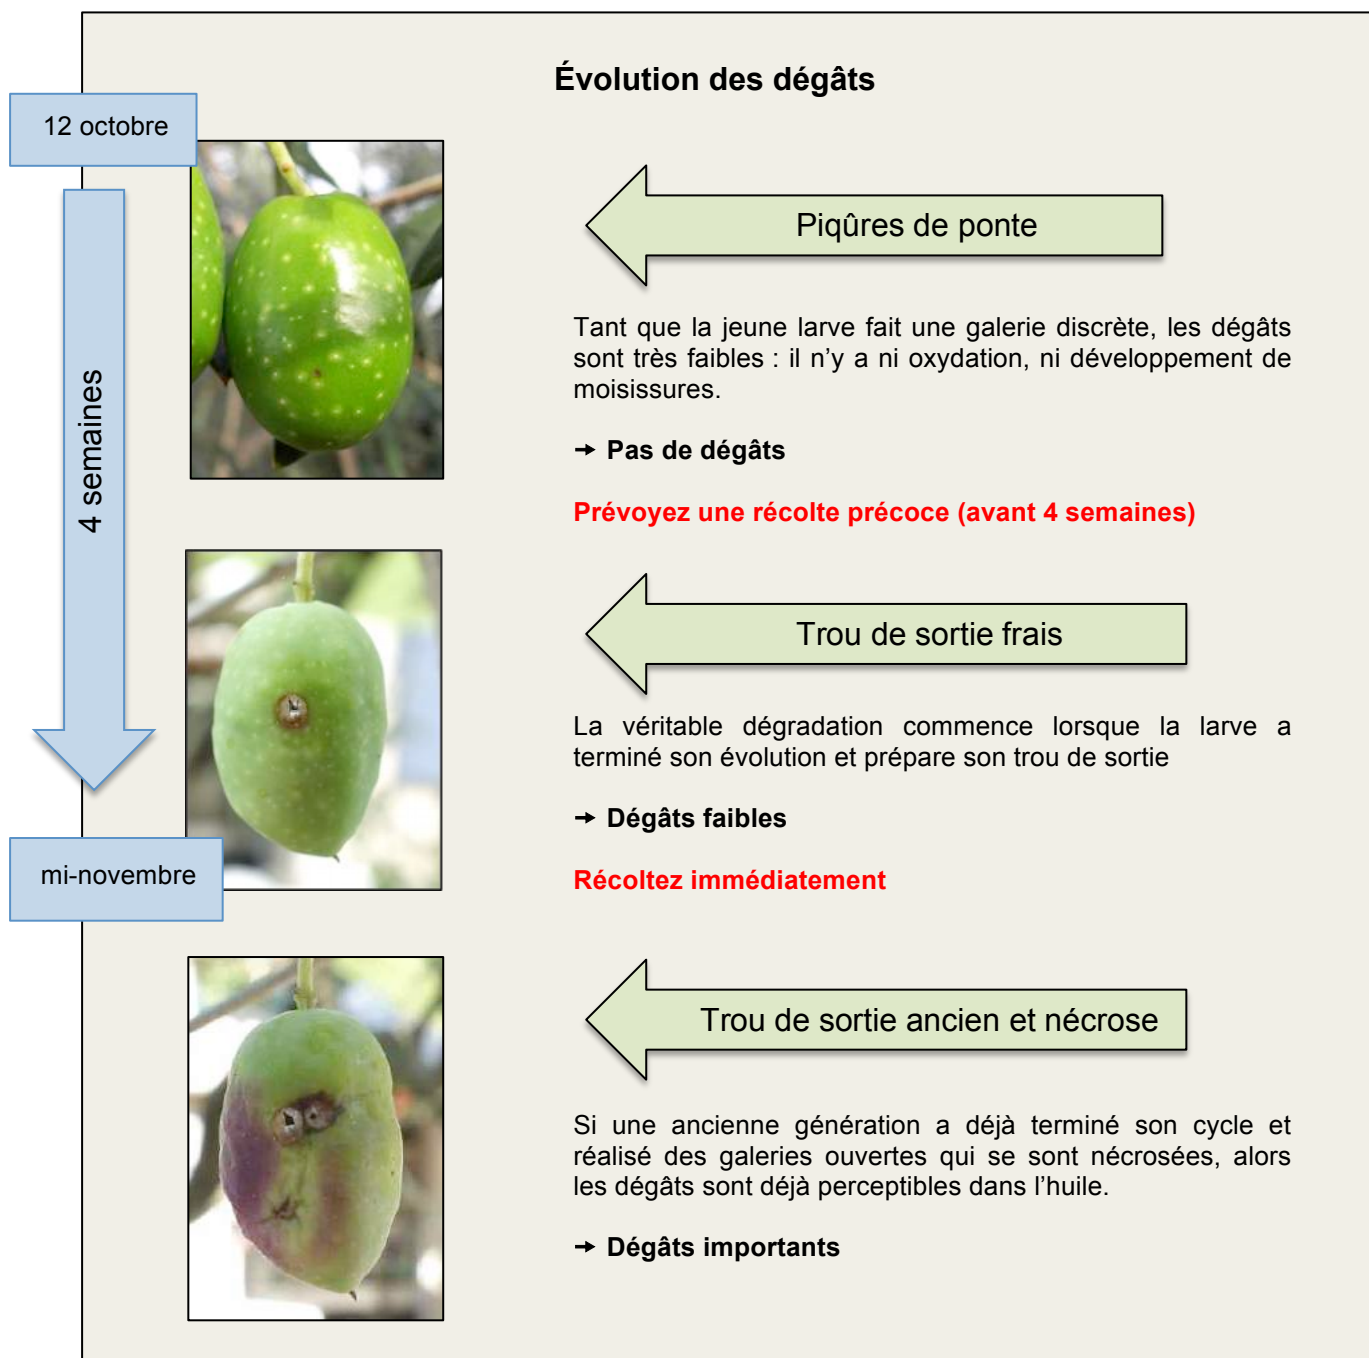 Évolution des dégâts
12 octobre
4 semaines
mi-novembre
Piqûres de ponte
Tant que la jeune larve fait une galerie discrète, les dégâts
sont très faibles : il n’y a ni oxydation, ni développement de
moisissures.
→ Pas de dégâts
Prévoyez une récolte précoce (avant 4 semaines)
Trou de sortie frais
La véritable dégradation commence lorsque la larve a
terminé son évolution et prépare son trou de sortie
→ Dégâts faibles
Récoltez immédiatement
Trou de sortie ancien et nécrose
Si une ancienne génération a déjà terminé son cycle et
réalisé des galeries ouvertes qui se sont nécrosées, alors
les dégâts sont déjà perceptibles dans l’huile.
→ Dégâts importants